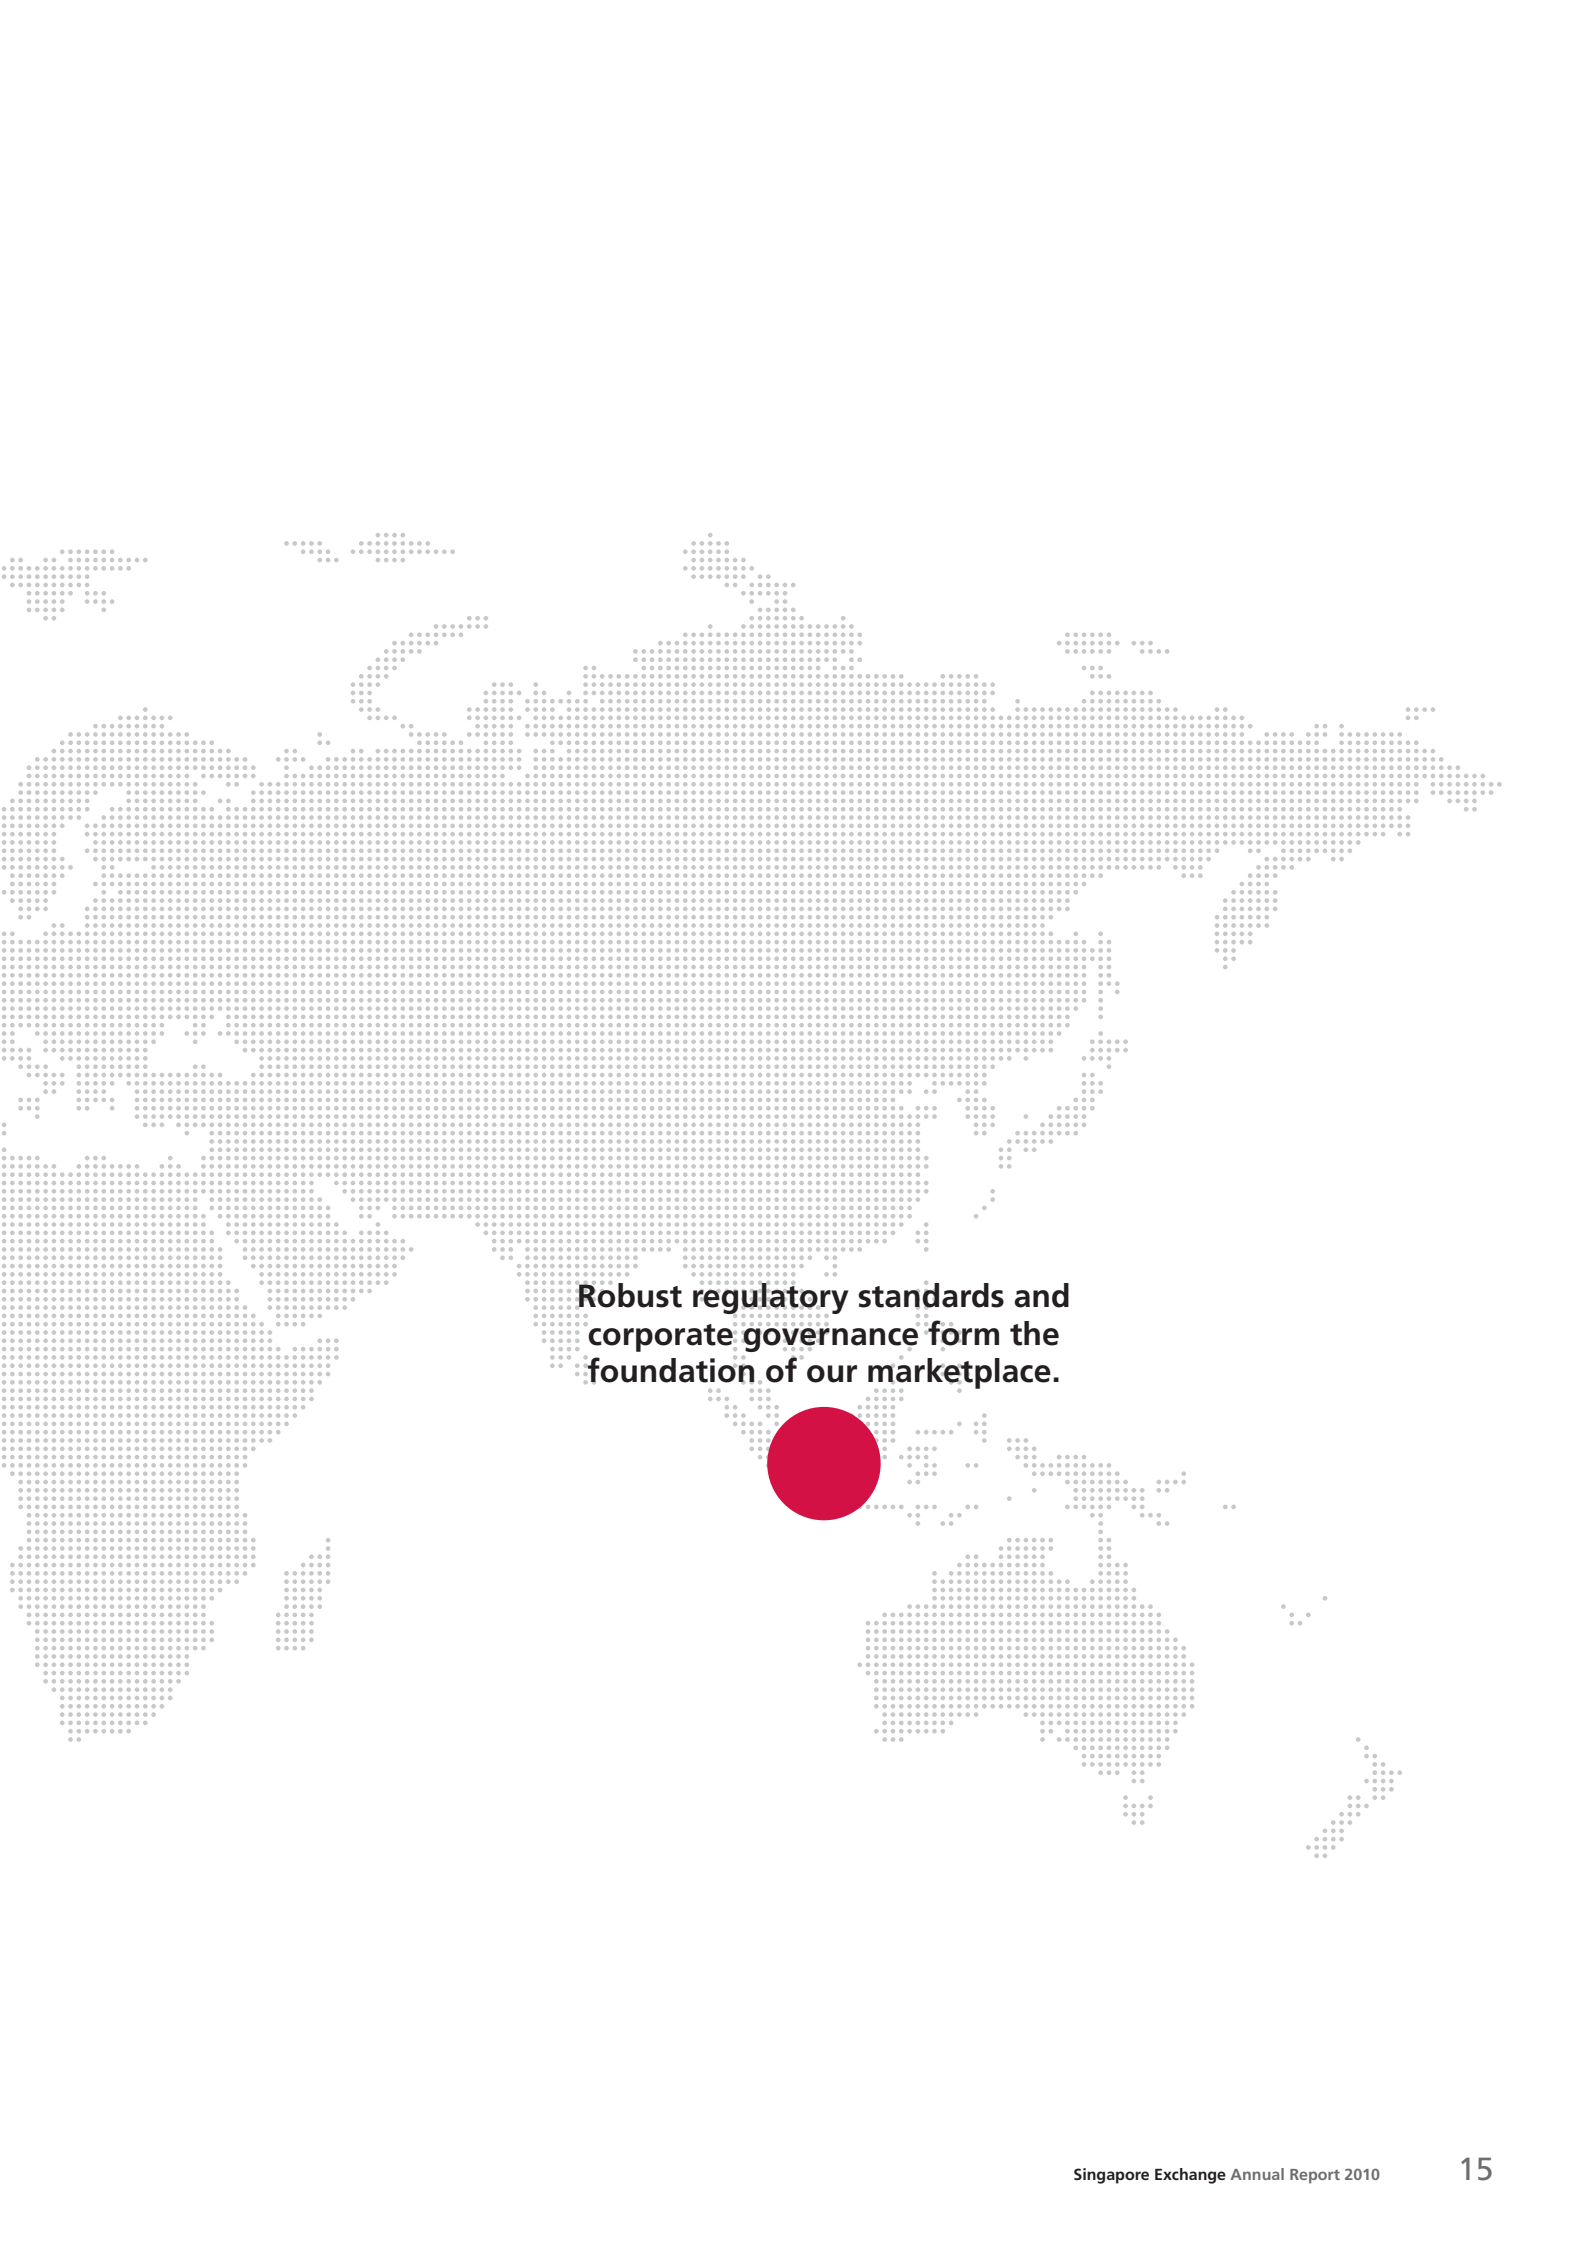 Robust regulatory standards and
corporate governance form the
foundation of our marketplace.
Singapore Exchange Annual Report 2010 15